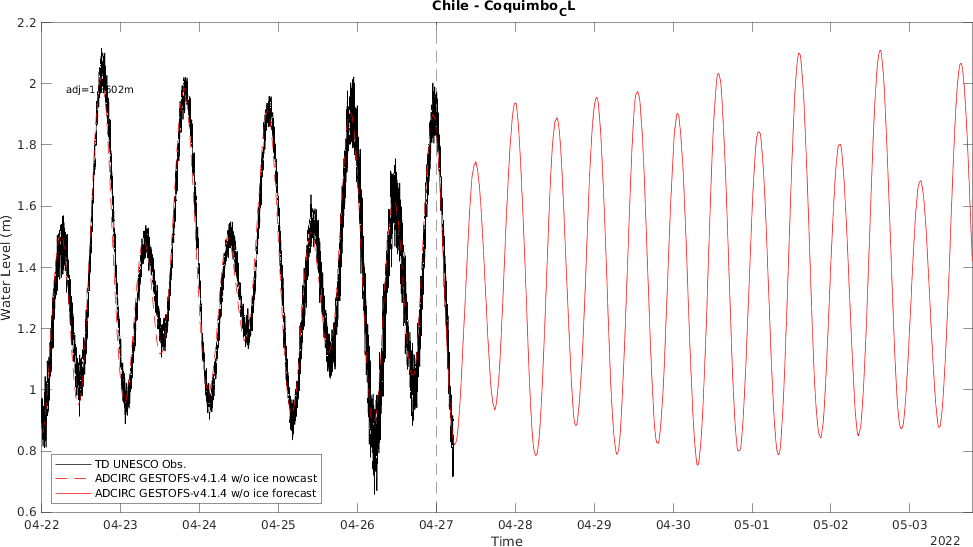 Chile - Coquimbo_CL
2.2
2
1.8
1.6
1.4
1.2
1
0.8
0.6
Water Level (m)
TD UNESCO Obs.
ADCIRC GESTOFS-v4.1.4 w/o ice nowcast
ADCIRC GESTOFS-v4.1.4 w/o ice forecast
04-22 04-23 04-24 04-25 04-26 04-27 04-28 04-29 04-30 05-01 05-02 05-03
Time
2022